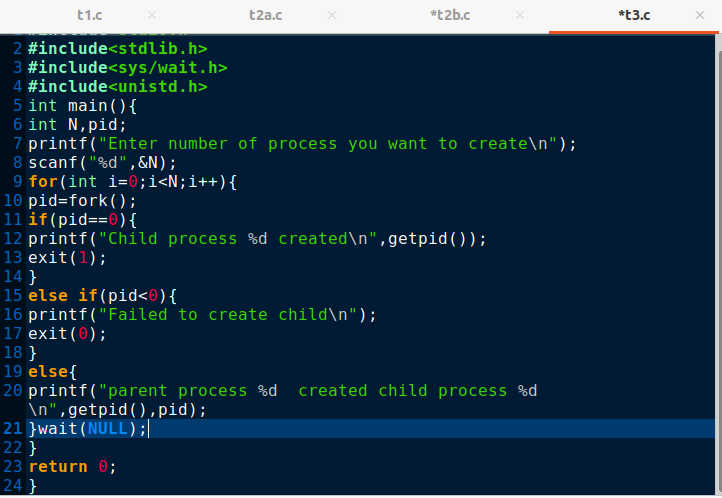 t1.c × t2a.c × *t2b.c × *t3.c ×
2 #include<stdlib.h>
3 #include<sys/wait.h>
4 #include<unistd.h>
5 int main(){
6 int N,pid;
7 printf("Enter number of process you want to create\n");
8 scanf("%d",&N);
9 for(int i=0;i<N;i++){
10 pid=fork();
11 if(pid==0){
12 printf("Child process %d created\n",getpid());
13 exit(1);
14 }
15 else if(pid<0){
16 printf("Failed to create child\n");
17 exit(0);
18 }
19 else{
20 printf("parent process %d  created child process %d
\n",getpid(),pid);
21 }wait(NULL);
22 }
23 return 0;
24 }